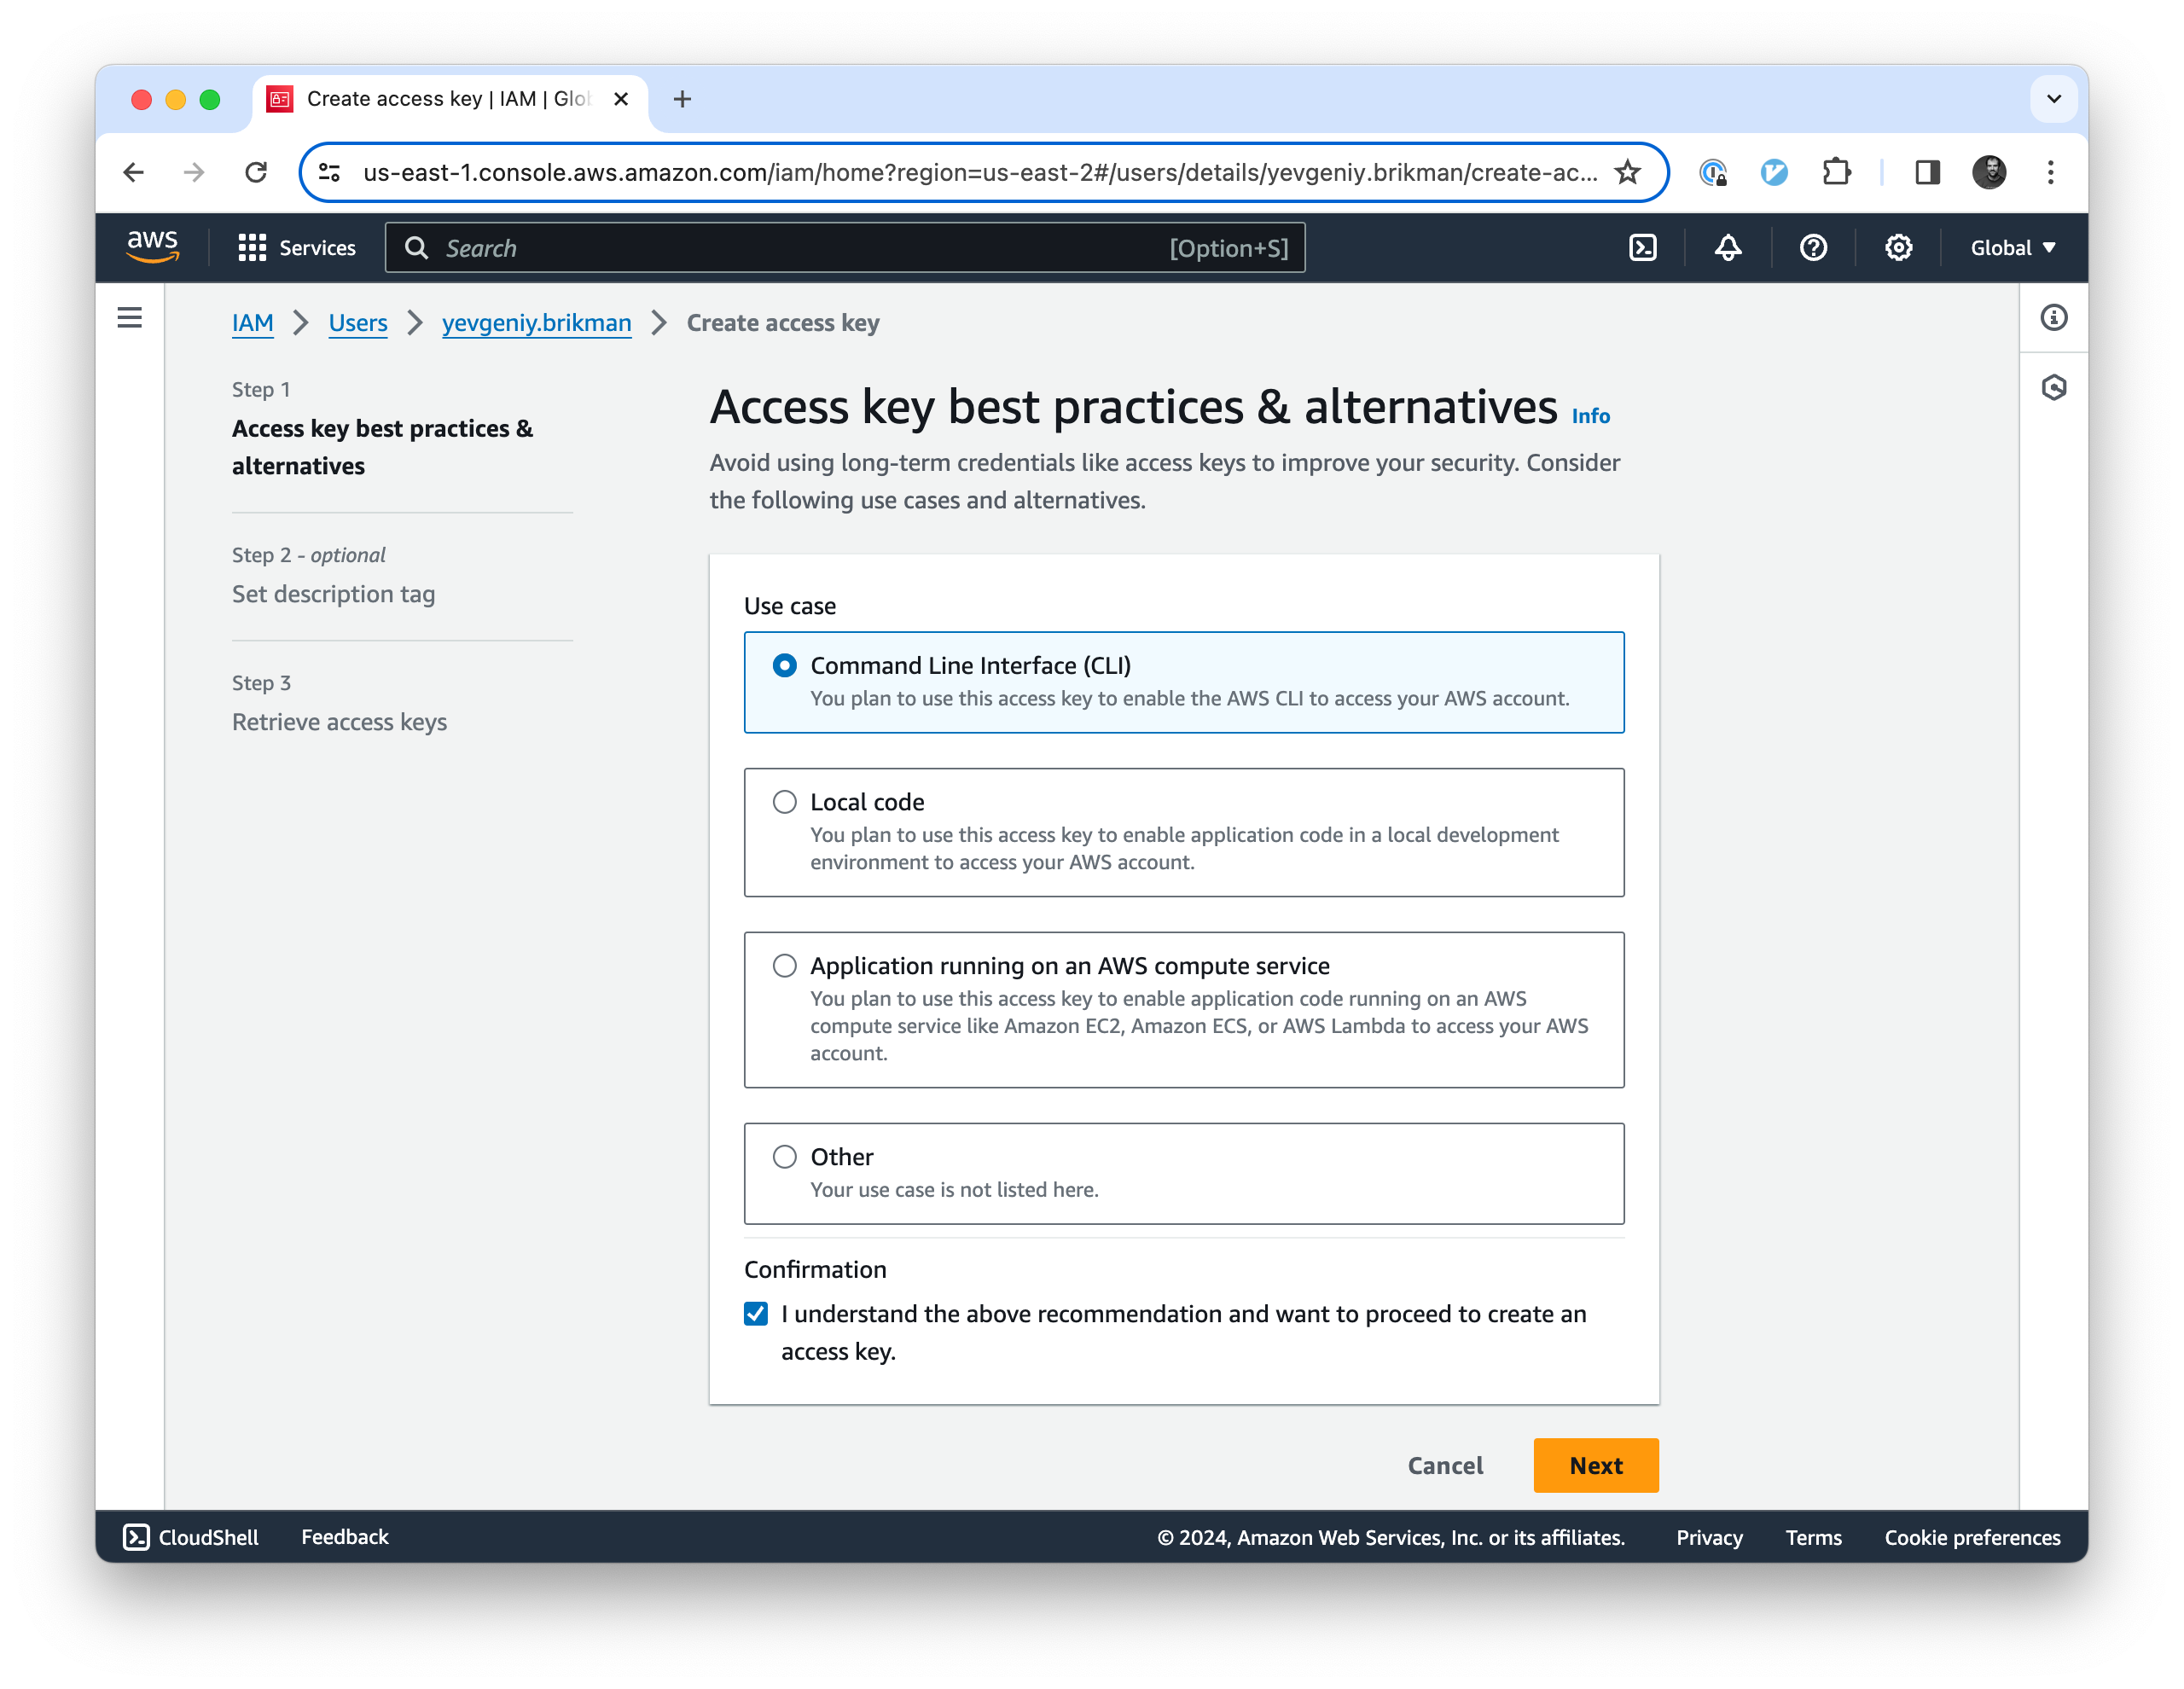 Create access key | IAM | Glo
us-east-1.console.aws.amazon.com/iam/home?region=us-east-2#/users/details/yevgeniy.brikman/create-ac...
aws
Services
Search
[Option+S]
Global
IAM
Users
yevgeniy.brikman
Create access key
Step 1
Access key best practices &
alternatives
Step 2 - optional
Set description tag
Step 3
Retrieve access keys
Access key best practices & alternatives Info
Avoid using long-term credentials like access keys to improve your security. Consider
the following use cases and alternatives.
Use case
Command Line Interface (CLI)
You plan to use this access key to enable the AWS CLI to access your AWS account.
Local code
You plan to use this access key to enable application code in a local development
environment to access your AWS account.
Application running on an AWS compute service
You plan to use this access key to enable application code running on an AWS
compute service like Amazon EC2, Amazon ECS, or AWS Lambda to access your AWS
account.
Other
Your use case is not listed here.
Confirmation
I understand the above recommendation and want to proceed to create an
access key.
Cancel
Next
CloudShell
Feedback
© 2024, Amazon Web Services, Inc. or its affiliates.
Privacy
Terms
Cookie preferences